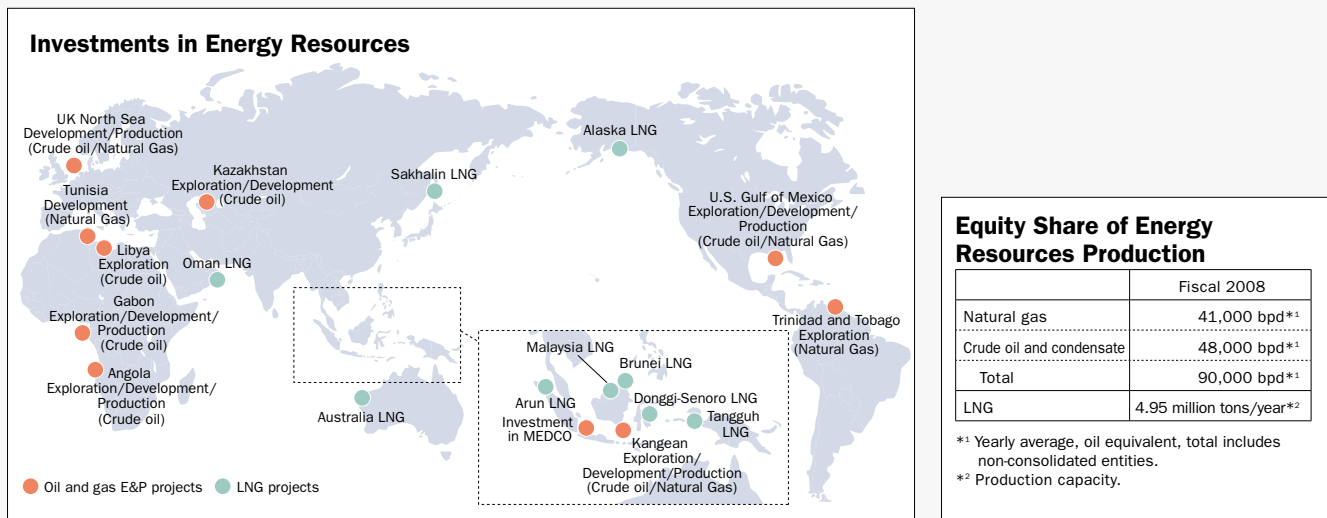 Investments in Energy Resources
UK North Sea
Development/Production
(Crude oil/Natural Gas)
Kazakhstan
Exploration/Development
(Crude oil)
Tunisia
Development
(Natural Gas)
Libya
Exploration
(Crude oil)
Oman LNG
Gabon
Exploration/Development/
Production
(Crude oil)
Angola
Exploration/Development/
Production
(Crude oil)
Sakhalin LNG
Alaska LNG
U.S. Gulf of Mexico
Exploration/Development/
Production
(Crude oil/Natural Gas)
Trinidad and Tobago
Exploration
(Natural Gas)
Australia LNG
Malaysia LNG
Brunei LNG
Arun LNG
Donggi-Senoro LNG
Tangguh
LNG
Investment
in MEDCO
Kangean
Exploration/
Development/Production
(Crude oil/Natural Gas)
Oil and gas E&P projects LNG projects
Equity Share of Energy
Resources Production
Fiscal 2008
Natural gas 41,000 bpd*¹
Crude oil and condensate 48,000 bpd*¹
Total 90,000 bpd*¹
LNG 4.95 million tons/year*²
*¹ Yearly average, oil equivalent, total includes
non-consolidated entities.
*² Production capacity.